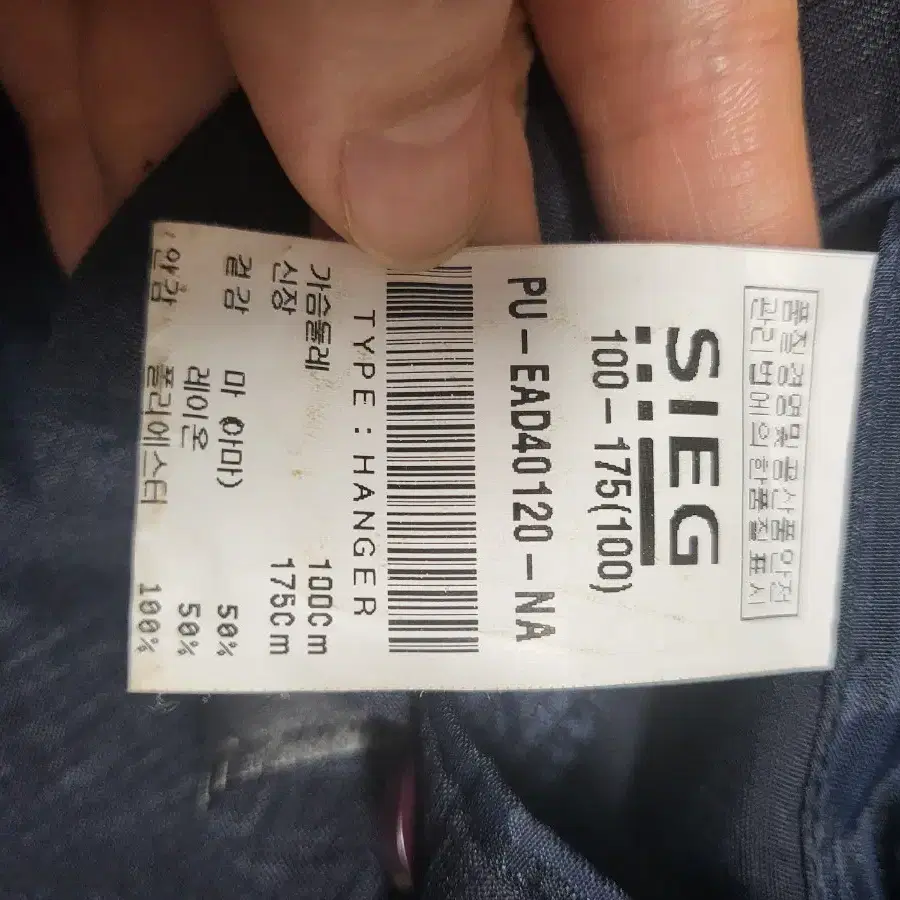 품질경영및공산품안전
관리법에의한품질표시
SIEG
100-175(100)
PU-EAD40120-NA
TYPE : HANGER
가슴둘레 100Cm
신장 175Cm
겉감 마 (아마) 50%
레이온 50%
안감 폴리에스터 100%